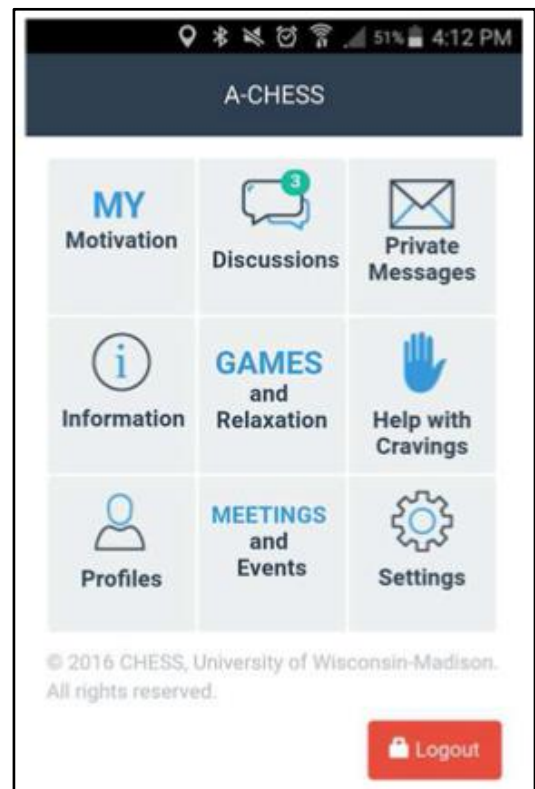 51% 4:12 PM
A-CHESS
MY
Motivation
3
Discussions
Private
Messages
i
Information
GAMES
and
Relaxation
Help with
Cravings
Profiles
MEETINGS
and
Events
Settings
© 2016 CHESS, University of Wisconsin-Madison.
All rights reserved.
Logout